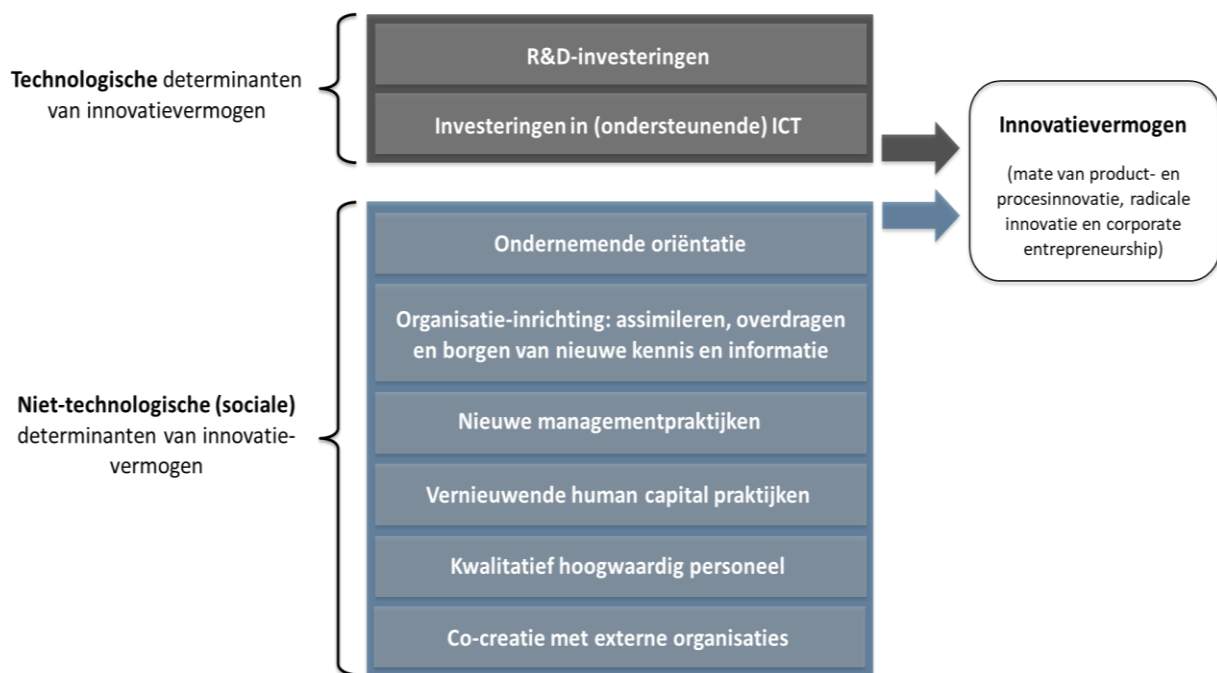 Technologische determinanten
van innovatievermogen
R&D-investeringen
Investeringen in (ondersteunende) ICT
Niet-technologische (sociale)
determinanten van innovatie-
vermogen
Ondernemende oriëntatie
Organisatie-inrichting: assimileren, overdragen
en borgen van nieuwe kennis en informatie
Nieuwe managementpraktijken
Vernieuwende human capital praktijken
Kwalitatief hoogwaardig personeel
Co-creatie met externe organisaties
Innovatievermogen
(mate van product- en
procesinnovatie, radicale
innovatie en corporate
entrepreneurship)